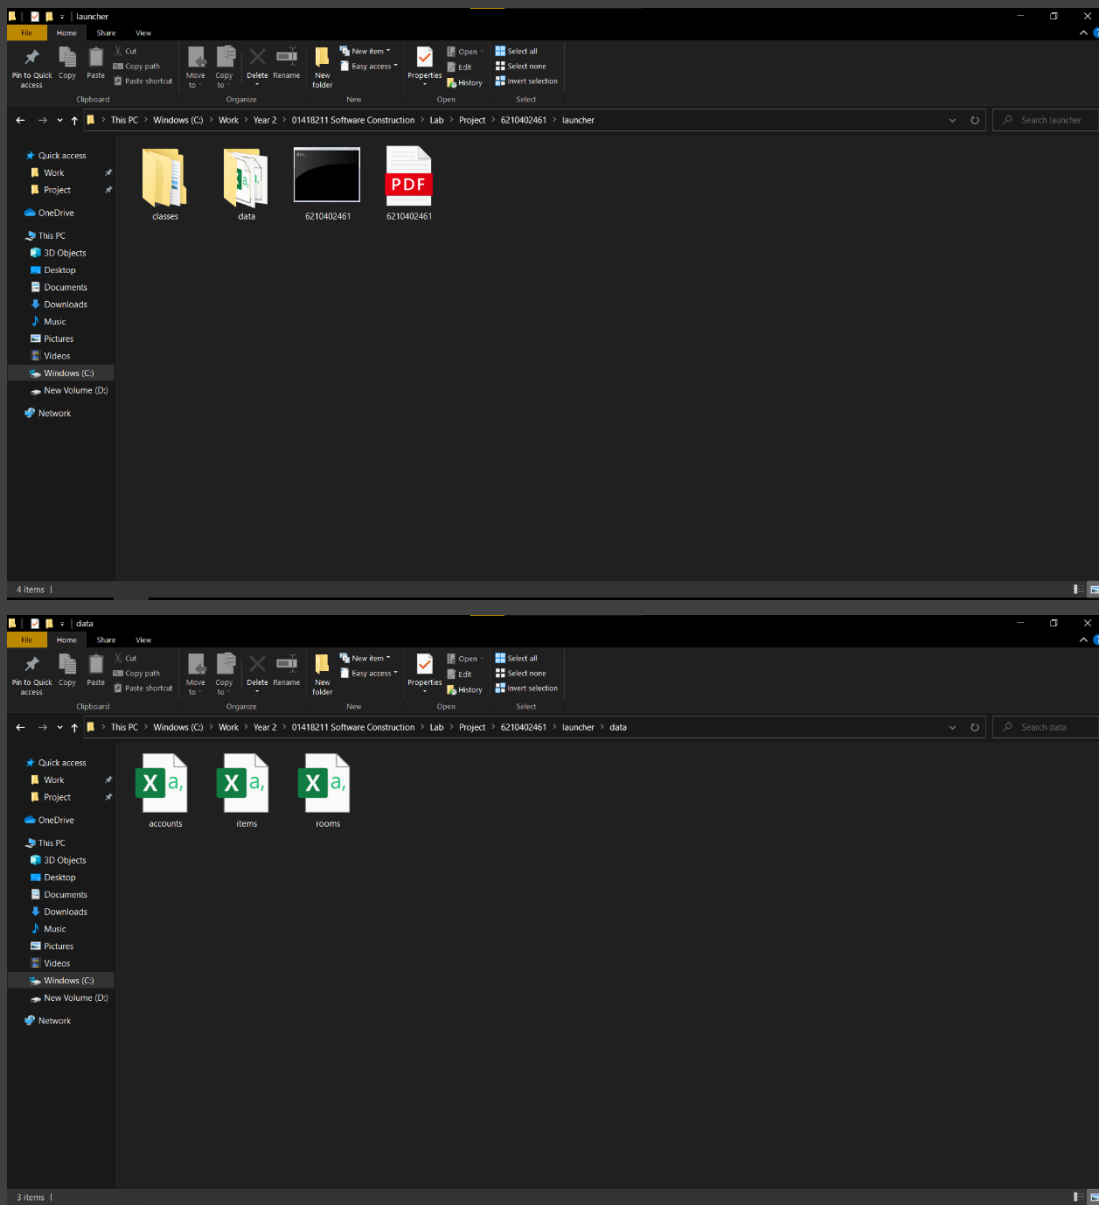 launcher
File Home Share View
Pin to Quick access
Copy
Paste
Cut
Copy path
Paste shortcut
Clipboard
Move to
Copy to
Delete
Rename
Organize
New folder
New item
Easy access
New
Properties
Open
Edit
History
Open
Select all
Select none
Invert selection
Select
This PC > Windows (C:) > Work > Year 2 > 01418211 Software Construction > Lab > Project > 6210402461 > launcher
Search launcher
Quick access
Work
Project
OneDrive
This PC
3D Objects
Desktop
Documents
Downloads
Music
Pictures
Videos
Windows (C:)
New Volume (D:)
Network
PDF
classes data 6210402461 6210402461
4 items
data
File Home Share View
Pin to Quick access
Copy
Paste
Cut
Copy path
Paste shortcut
Clipboard
Move to
Copy to
Delete
Rename
Organize
New folder
New item
Easy access
New
Properties
Open
Edit
History
Open
Select all
Select none
Invert selection
Select
This PC > Windows (C:) > Work > Year 2 > 01418211 Software Construction > Lab > Project > 6210402461 > launcher > data
Search data
Quick access
Work
Project
OneDrive
This PC
3D Objects
Desktop
Documents
Downloads
Music
Pictures
Videos
Windows (C:)
New Volume (D:)
Network
X a, X a, X a,
accounts items rooms
3 items